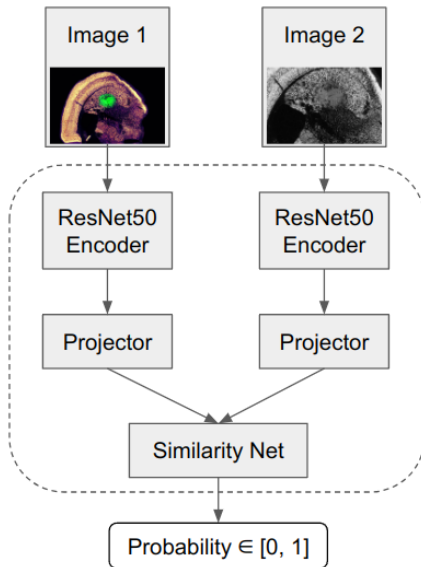 Image 1
Image 2
ResNet50
Encoder
ResNet50
Encoder
Projector
Projector
Similarity Net
Probability ∈ [0, 1]